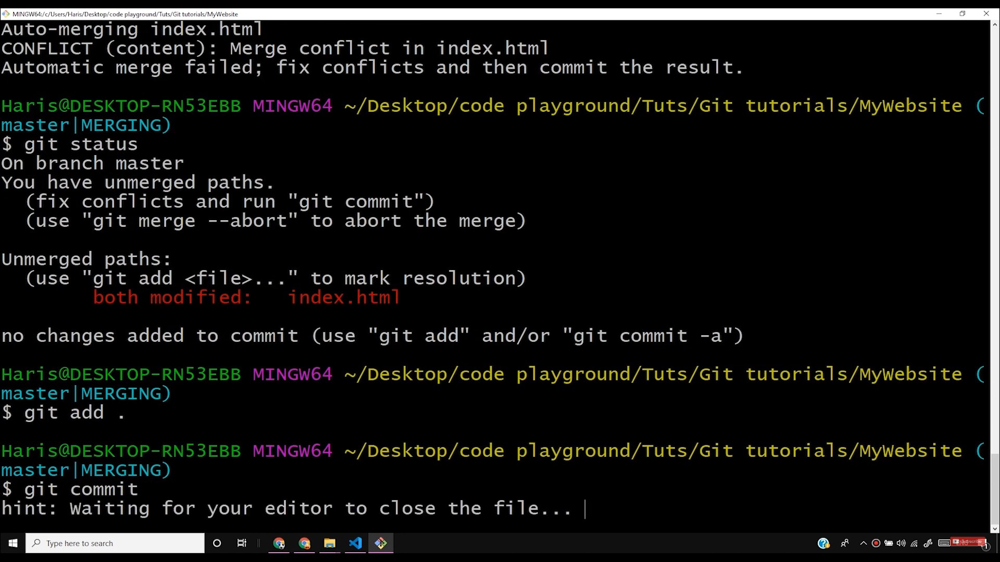 MINGW64:/c/Users/Haris/Desktop/code playground/Tuts/Git tutorials/MyWebsite
Auto-merging index.html
CONFLICT (content): Merge conflict in index.html
Automatic merge failed; fix conflicts and then commit the result.
Haris@DESKTOP-RN53EBB MINGW64 ~/Desktop/code playground/Tuts/Git tutorials/MyWebsite (
master|MERGING)
$ git status
On branch master
You have unmerged paths.
(fix conflicts and run "git commit")
(use "git merge --abort" to abort the merge)
Unmerged paths:
(use "git add <file>..." to mark resolution)
both modified:   index.html
no changes added to commit (use "git add" and/or "git commit -a")
Haris@DESKTOP-RN53EBB MINGW64 ~/Desktop/code playground/Tuts/Git tutorials/MyWebsite (
master|MERGING)
$ git add .
Haris@DESKTOP-RN53EBB MINGW64 ~/Desktop/code playground/Tuts/Git tutorials/MyWebsite (
master|MERGING)
$ git commit
hint: Waiting for your editor to close the file...
Type here to search
Subscribe
1